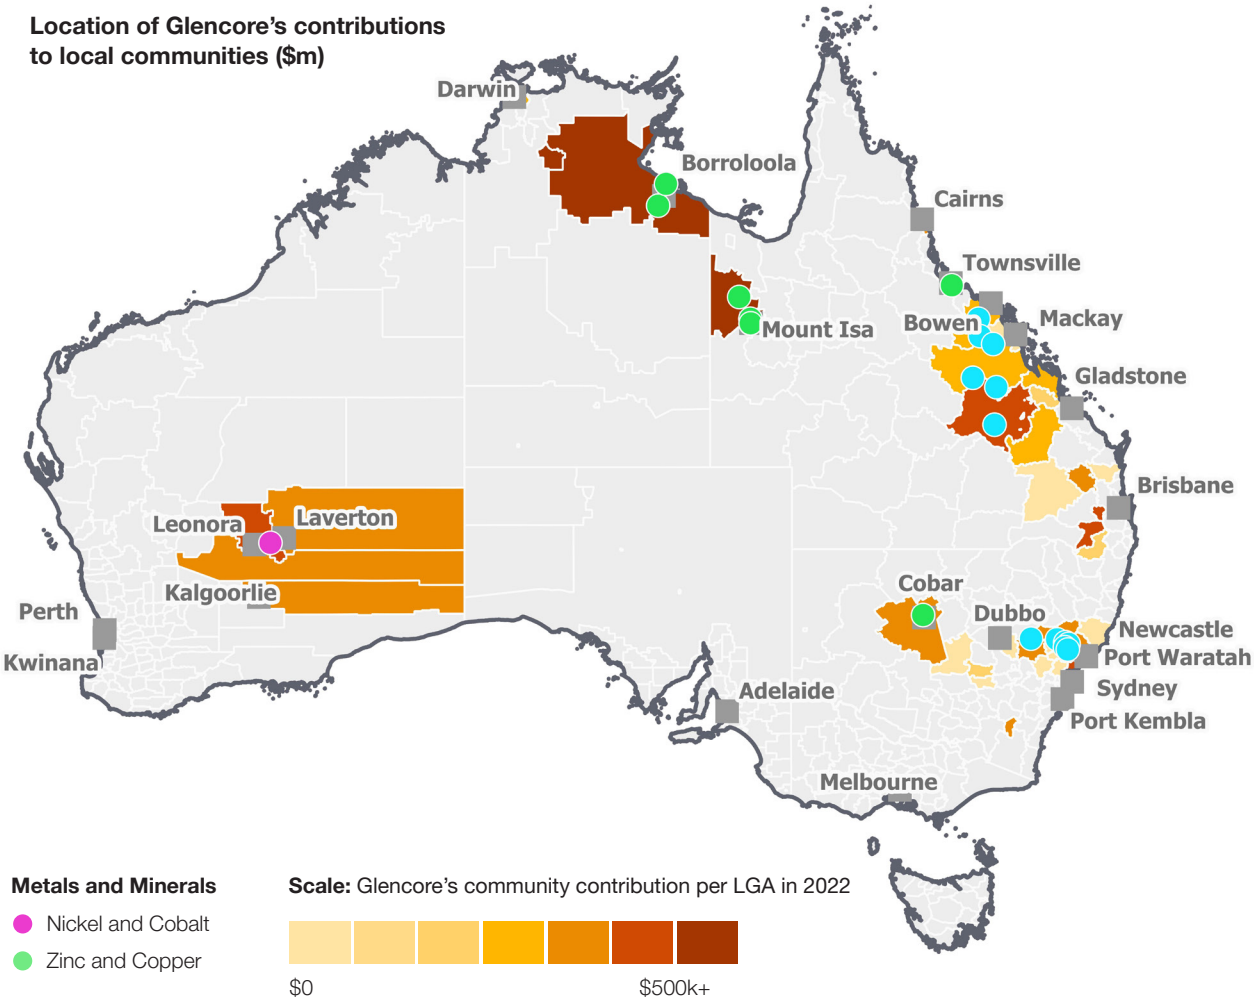 Location of Glencore's contributions
to local communities ($m)
Darwin
Borroloola
Cairns
Townsville
Mount Isa
Bowen
Mackay
Gladstone
Brisbane
Leonora
Laverton
Kalgoorlie
Cobar
Dubbo
Perth
Newcastle
Kwinana
Port Waratah
Adelaide
Sydney
Port Kembla
Melbourne
Metals and Minerals
Nickel and Cobalt
Zinc and Copper
Scale: Glencore's community contribution per LGA in 2022
$0
$500k+